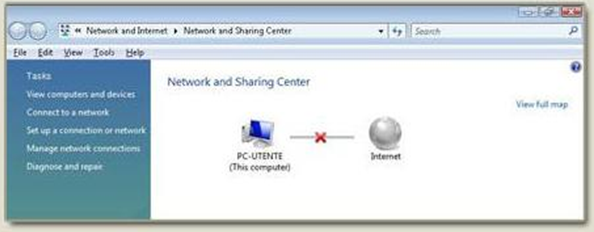 « Network and Internet ▸ Network and Sharing Center
Search
File Edit View Tools Help
Tasks
View computers and devices
Connect to a network
Set up a connection or network
Manage network connections
Diagnose and repair
Network and Sharing Center
View full map
PC-UTENTE
(This computer)
Internet